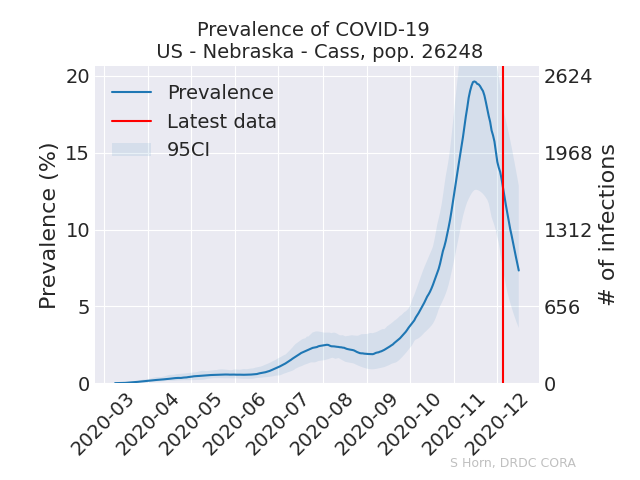 Prevalence of COVID-19
US - Nebraska - Cass, pop. 26248
Prevalence
Latest data
95CI
20
15
10
5
0
2624
1968
1312
656
0
Prevalence (%)
# of infections
2020-03
2020-04
2020-05
2020-06
2020-07
2020-08
2020-09
2020-10
2020-11
2020-12
S Horn, DRDC CORA